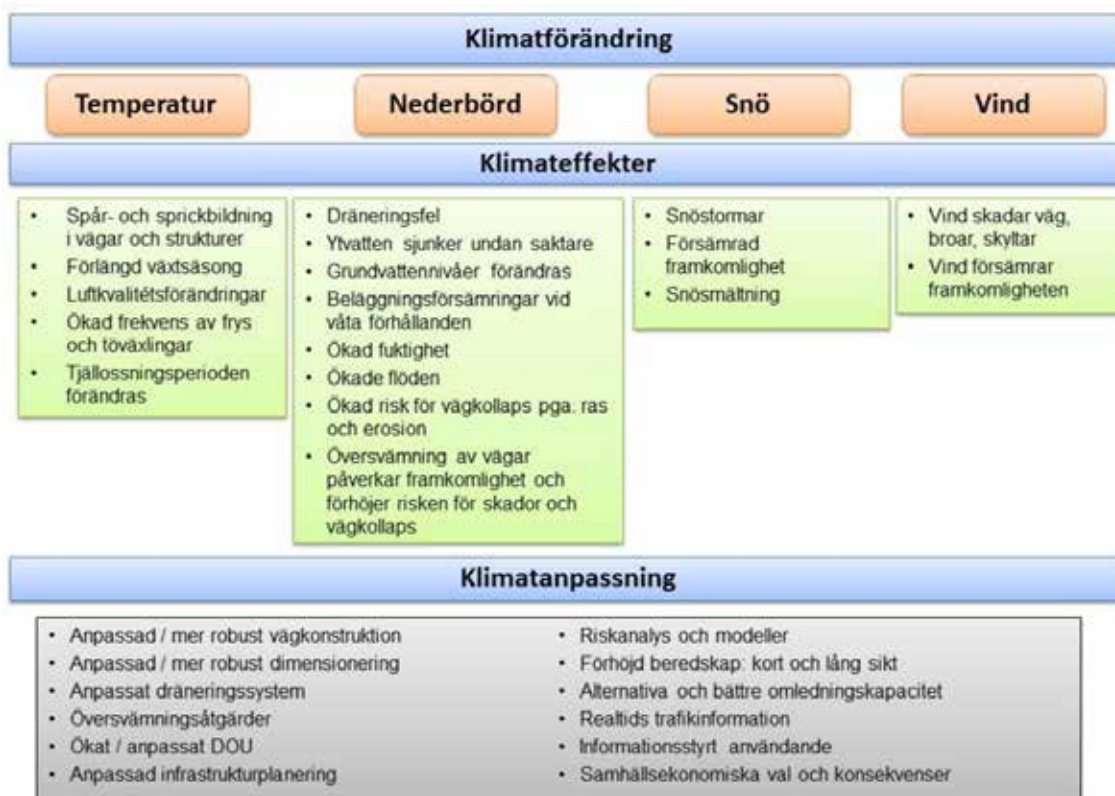 Klimatförändring
Temperatur
Nederbörd
Snö
Vind
Klimateffekter
• Spår- och sprickbildning
i vägar och strukturer
• Förlängd växtsäsong
• Luftkvalitétsförändringar
• Ökad frekvens av frys
och töväxlingar
• Tjällossningsperioden
förändras
• Dräneringsfel
• Ytvatten sjunker undan saktare
• Grundvattennivåer förändras
• Beläggningsförsämringar vid
våta förhållanden
• Ökad fuktighet
• Ökade flöden
• Ökad risk för vägkollaps pga. ras
och erosion
• Översvämning av vägar
påverkar framkomlighet och
förhöjer risken för skador och
vägkollaps
• Snöstormar
• Försämrad
framkomlighet
• Snösmältning
• Vind skadar väg,
broar, skyltar
• Vind försämrar
framkomligheten
Klimatanpassning
• Anpassad / mer robust vägkonstruktion
• Anpassad / mer robust dimensionering
• Anpassat dräneringssystem
• Översvämningsåtgärder
• Ökat / anpassat DOU
• Anpassad infrastrukturplanering
• Riskanalys och modeller
• Förhöjd beredskap: kort och lång sikt
• Alternativa och bättre omledningskapacitet
• Realtids trafikinformation
• Informationsstyrt användande
• Samhällsekonomiska val och konsekvenser